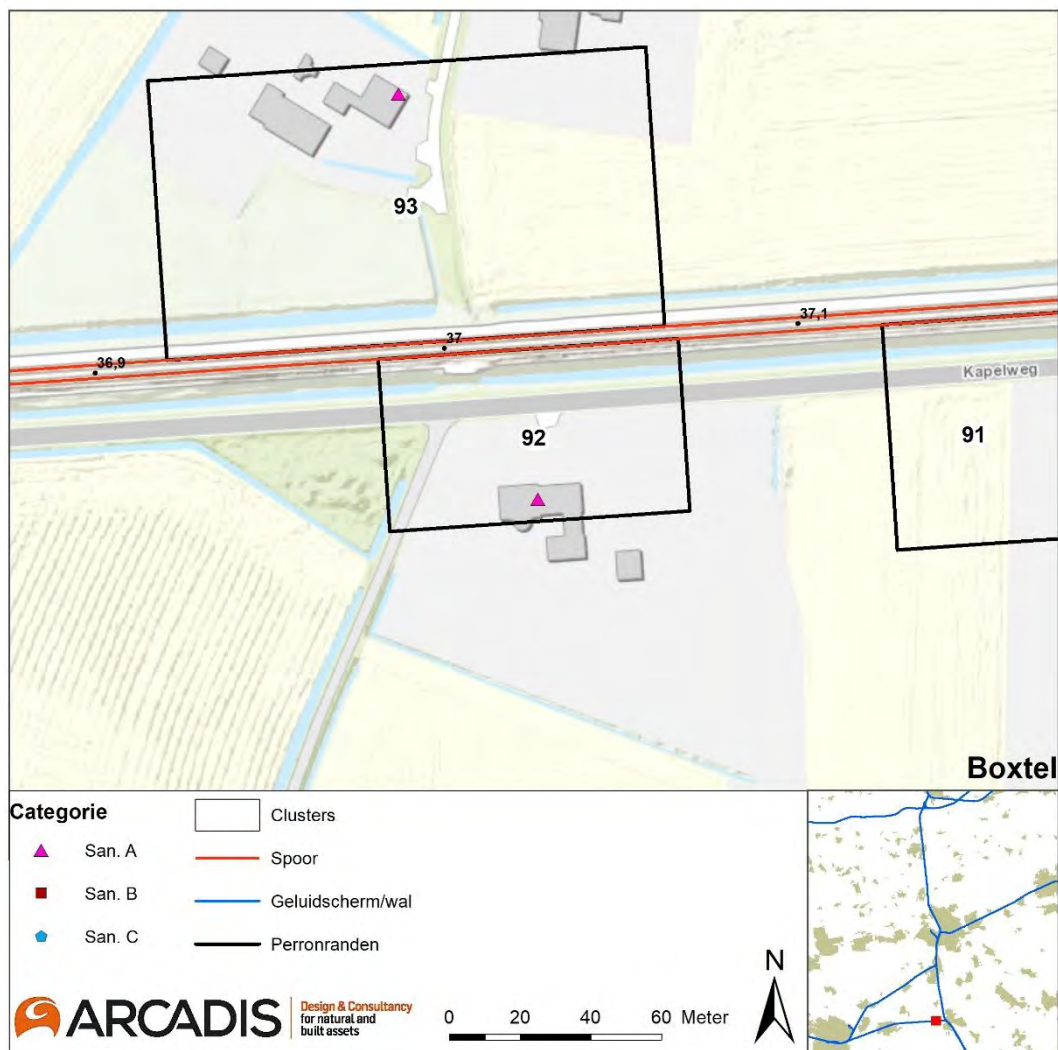 93
37,1
37
36,9
Kapelweg
92
91
Boxtel
Categorie
San. A
San. B
San. C
Clusters
Spoor
Geluidscherm/wal
Perronranden
N
ARCADIS
Design & Consultancy
for natural and
built assets
0 20 40 60 Meter